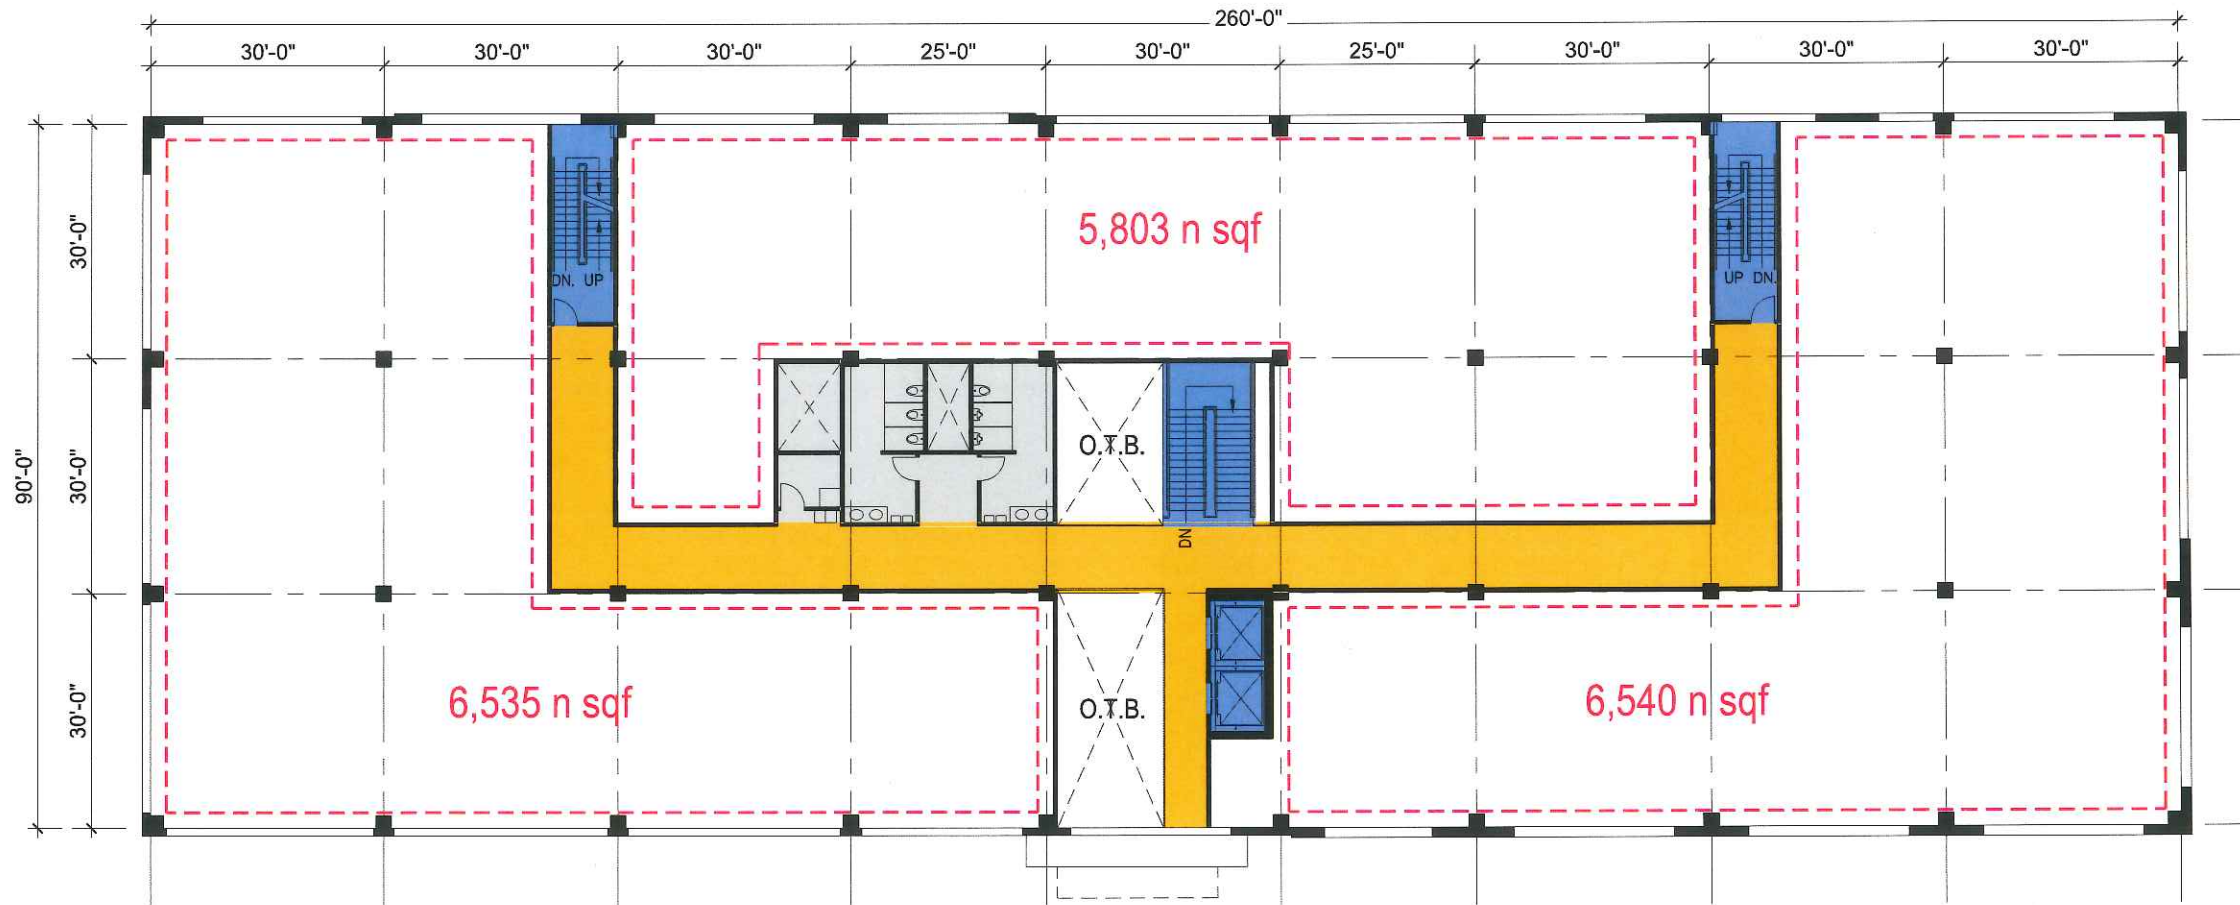 260'-0"
30'-0" 30'-0" 30'-0" 25'-0" 30'-0" 25'-0" 30'-0" 30'-0" 30'-0"
90'-0"
30'-0"
30'-0"
30'-0"
5,803 n sqf
DN. UP
UP DN.
O.T.B.
DN
6,535 n sqf
O.T.B.
6,540 n sqf